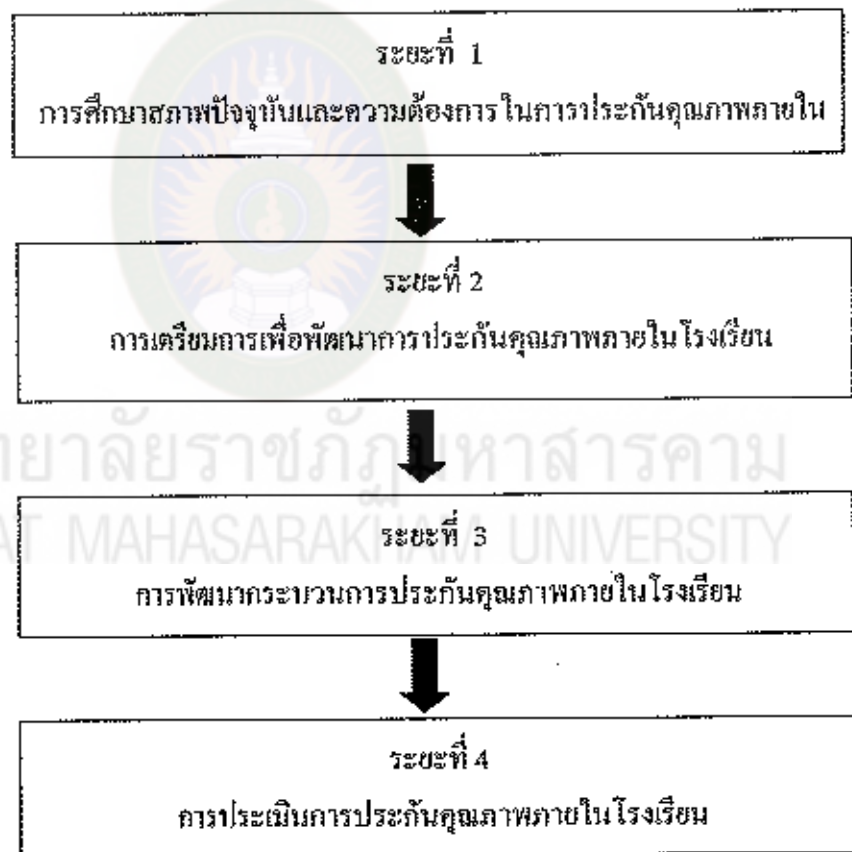 ระยะที่ 1
การศึกษาสภาพปัจจุบันและความต้องการในการประกันคุณภาพภายใน
ระยะที่ 2
การเตรียมการเพื่อพัฒนาการประกันคุณภาพภายในโรงเรียน
ทยาลัยราชภัฏมหาสารคาม
AT MAHASARAKHAM UNIVERSITY
ระยะที่ 3
การพัฒนากระบวนการประกันคุณภาพภายในโรงเรียน
ระยะที่ 4
การประเมินการประกันคุณภาพภายในโรงเรียน